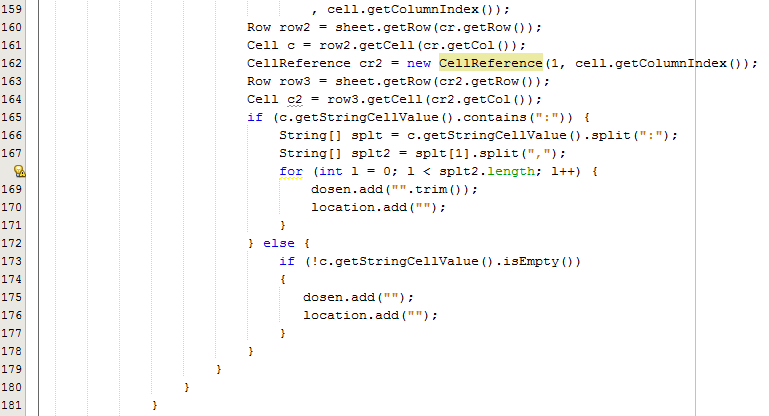 159 , cell.getColumnIndex());
160 Row row2 = sheet.getRow(cr.getRow());
161 Cell c = row2.getCell(cr.getCol());
162 CellReference cr2 = new CellReference(1, cell.getColumnIndex());
163 Row row3 = sheet.getRow(cr2.getRow());
164 Cell c2 = row3.getCell(cr2.getCol());
165 if (c.getStringCellValue().contains(":")) {
166 String[] splt = c.getStringCellValue().split(":");
167 String[] splt2 = splt[1].split(",");
for (int l = 0; l < splt2.length; l++) {
169 dosen.add("".trim());
170 location.add("");
171 }
172 } else {
173 if (!c.getStringCellValue().isEmpty())
174 {
175 dosen.add("");
176 location.add("");
177 }
178 }
179 }
180 }
181 }